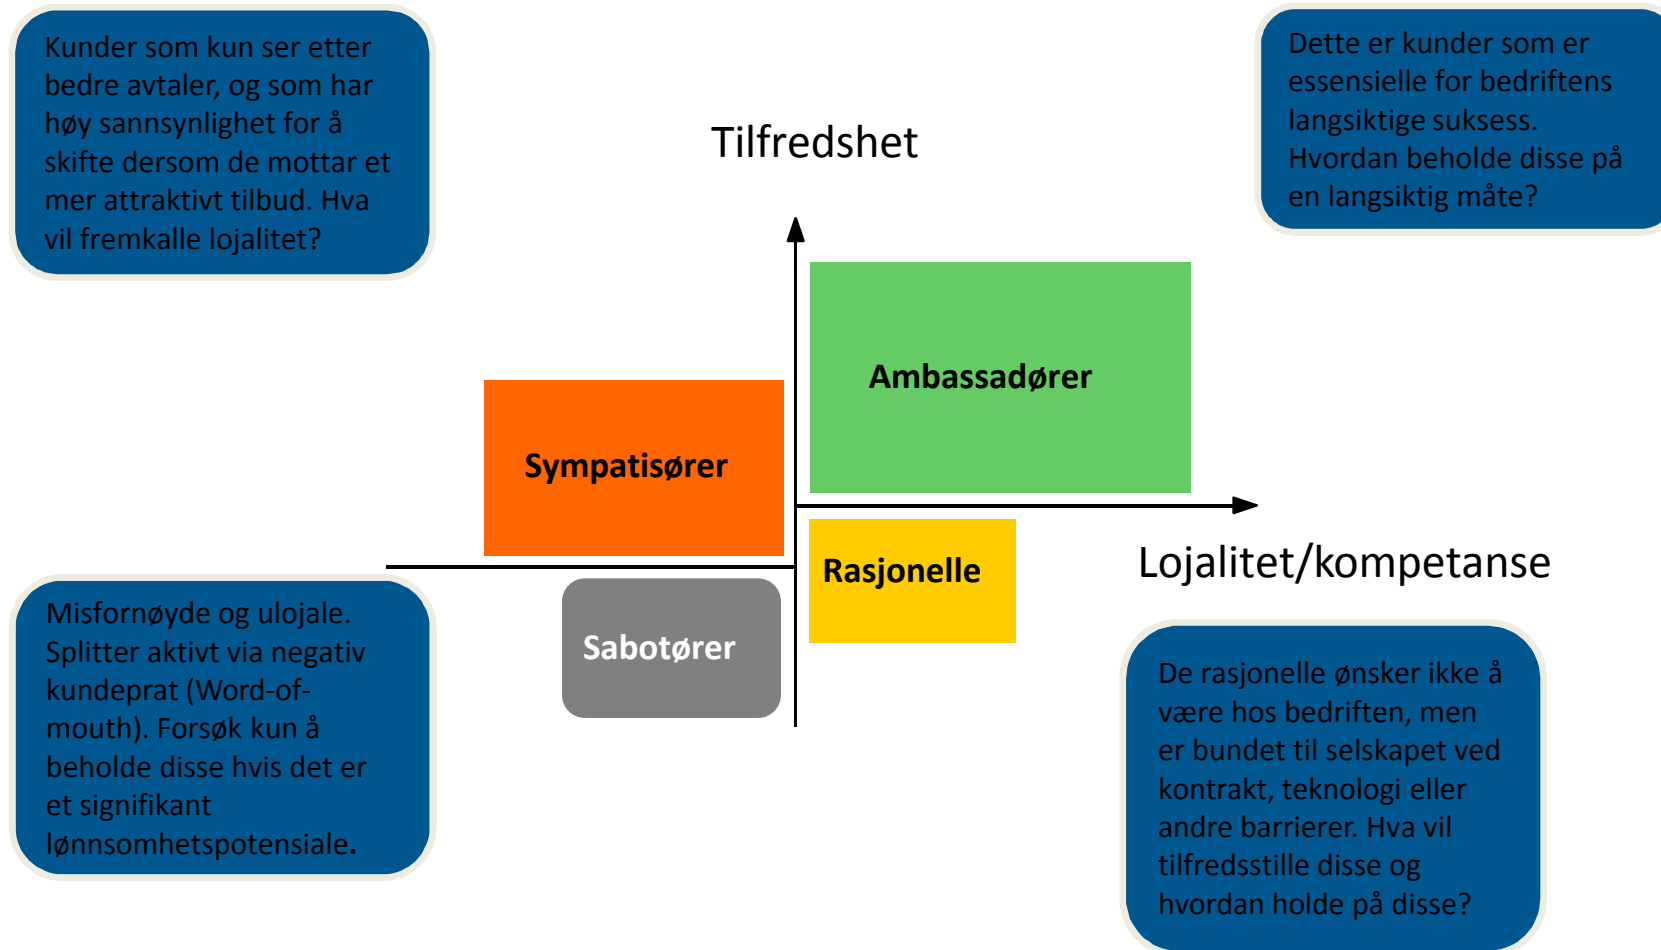 Kunder som kun ser etter
bedre avtaler, og som har
høy sannsynlighet for å
skifte dersom de mottar et
mer attraktivt tilbud. Hva
vil fremkalle lojalitet?
Tilfredshet
Dette er kunder som er
essensielle for bedriftens
langsiktige suksess.
Hvordan beholde disse på
en langsiktig måte?
Ambassadører
Sympatisører
Rasjonelle
Lojalitet/kompetanse
Sabotører
Misfornøyde og ulojale.
Splitter aktivt via negativ
kundeprat (Word-of-
mouth). Forsøk kun å
beholde disse hvis det er
et signifikant
lønnsomhetspotensiale.
De rasjonelle ønsker ikke å
være hos bedriften, men
er bundet til selskapet ved
kontrakt, teknologi eller
andre barrierer. Hva vil
tilfredsstille disse og
hvordan holde på disse?